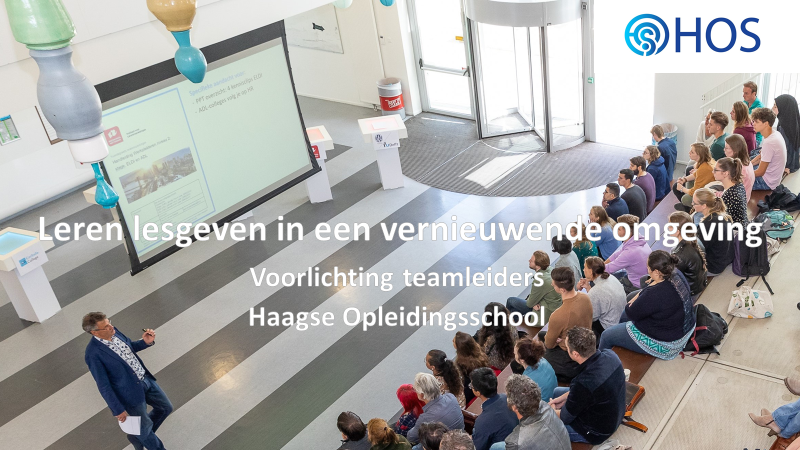 HOS
Leren lesgeven in een vernieuwende omgeving
Voorlichting teamleiders
Haagse Opleidingsschool